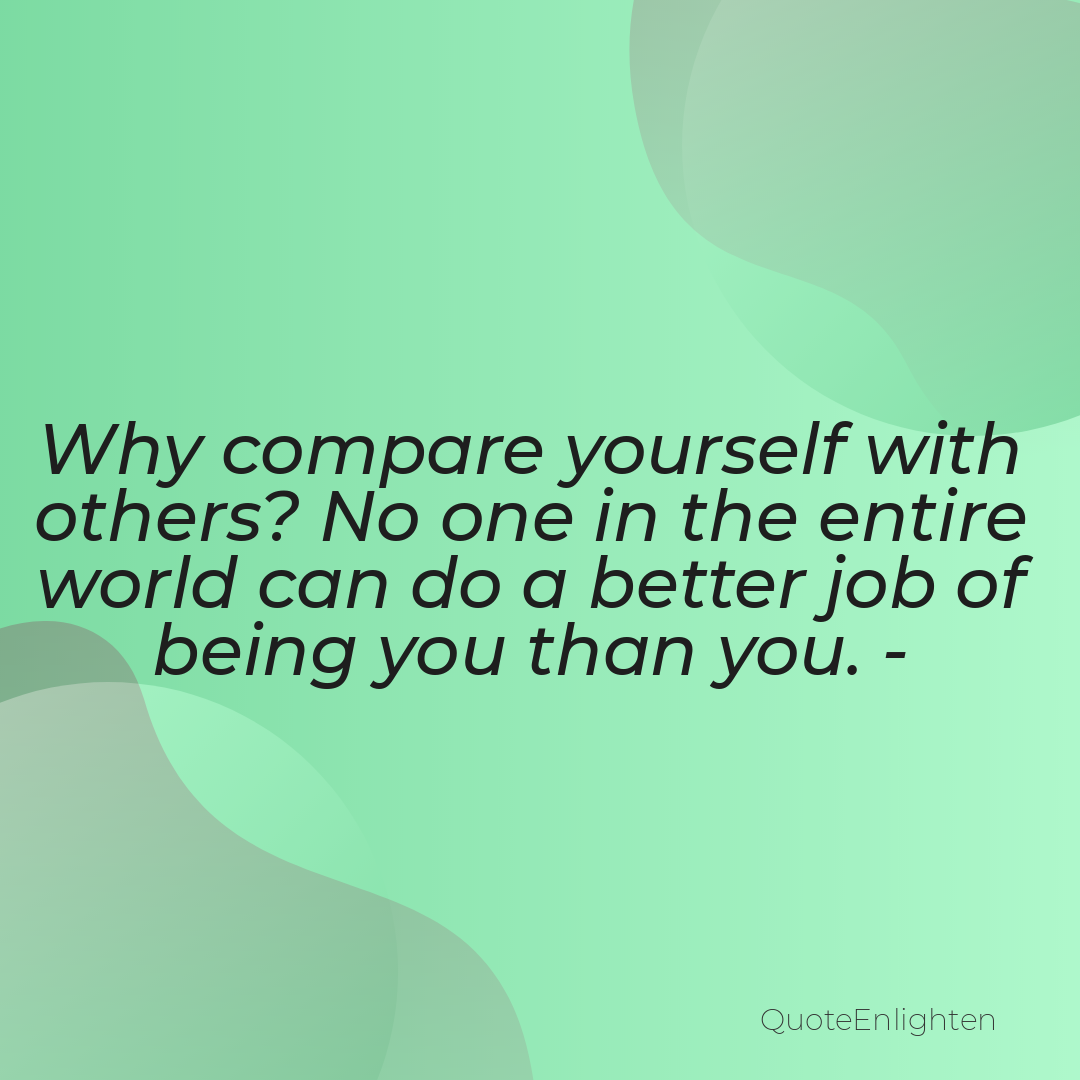 Why compare yourself with
others? No one in the entire
world can do a better job of
being you than you. -
QuoteEnlighten